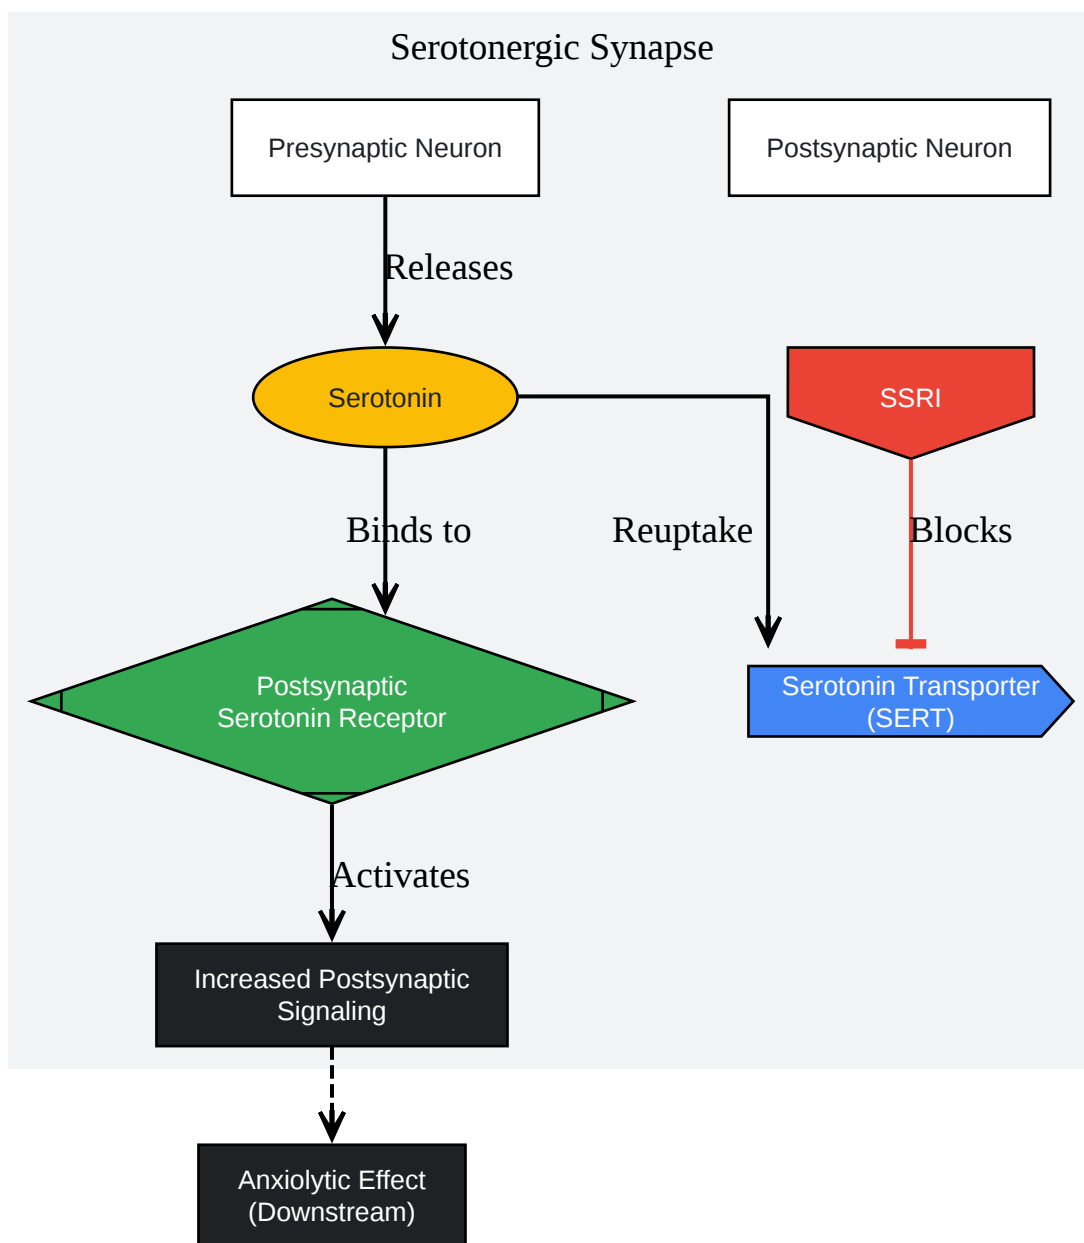 Serotonergic Synapse
Presynaptic Neuron
Postsynaptic Neuron
Releases
Serotonin
SSRI
Binds to
Reuptake
Blocks
Postsynaptic
Serotonin Receptor
Serotonin Transporter
(SERT)
Activates
Increased Postsynaptic
Signaling
Anxiolytic Effect
(Downstream)